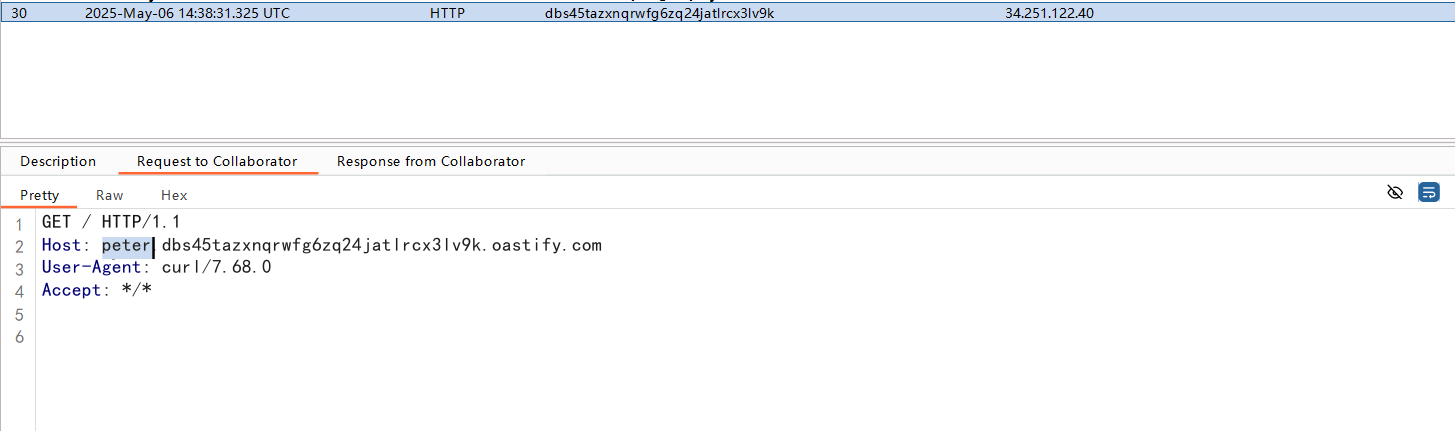 30 2025-May-06 14:38:31.325 UTC HTTP dbs45tazxnqrwfg6zq24jatlrcx3lv9k 34.251.122.40
Description Request to Collaborator Response from Collaborator
Pretty Raw Hex
1 GET / HTTP/1.1
2 Host: peter.dbs45tazxnqrwfg6zq24jatlrcx3lv9k.oastify.com
3 User-Agent: curl/7.68.0
4 Accept: */*
5
6